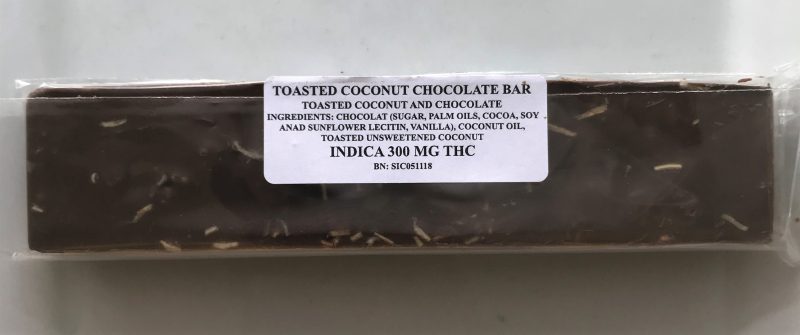 TOASTED COCONUT CHOCOLATE BAR
TOASTED COCONUT AND CHOCOLATE
INGREDIENTS: CHOCOLAT (SUGAR, PALM OILS, COCOA, SOY
ANAD SUNFLOWER LECITIN, VANILLA), COCONUT OIL,
TOASTED UNSWEETENED COCONUT
INDICA 300 MG THC
BN: SIC051118